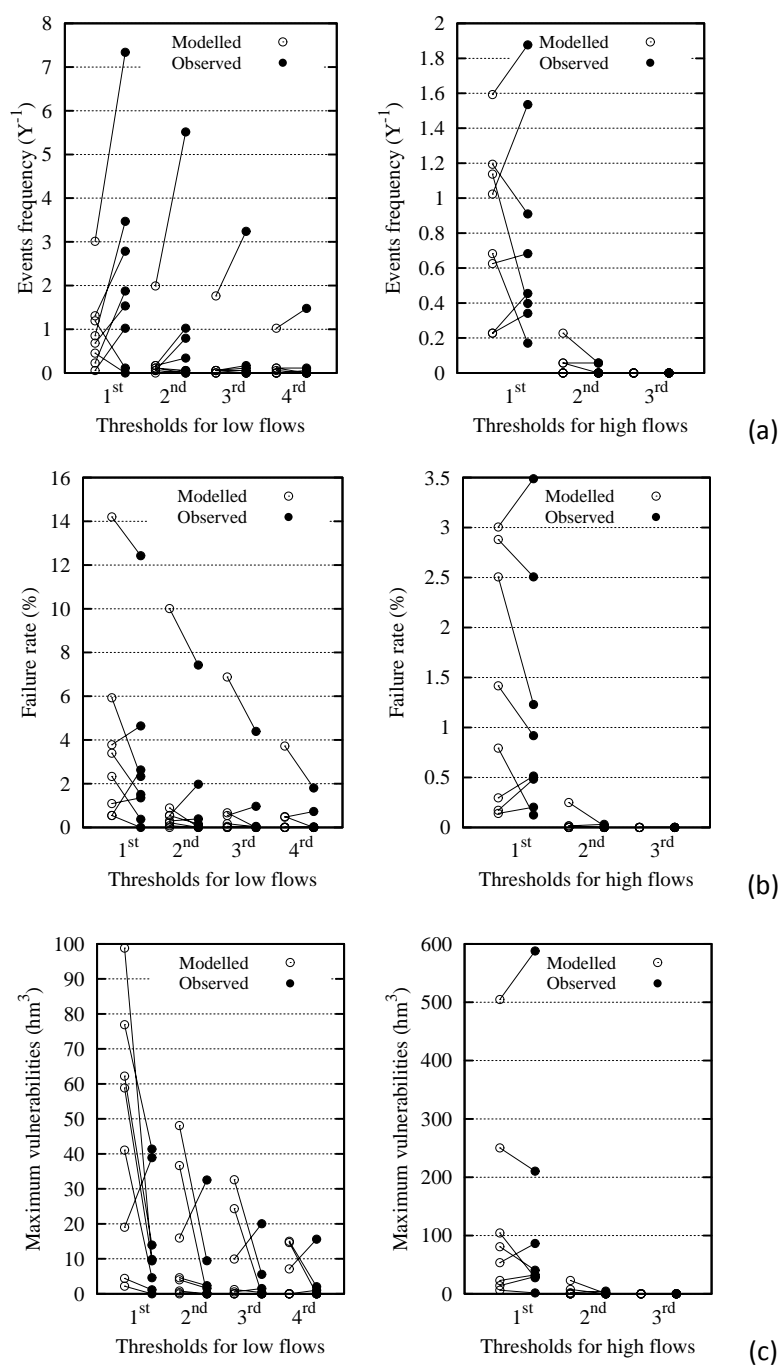 8
7
6
5
4
3
2
1
0
Events frequency (Y⁻¹)
Modelled
Observed
1ˢᵗ 2ⁿᵈ 3ʳᵈ 4ʳᵈ
Thresholds for low flows
2
1.8
1.6
1.4
1.2
1
0.8
0.6
0.4
0.2
0
Events frequency (Y⁻¹)
Modelled
Observed
1ˢᵗ 2ⁿᵈ 3ʳᵈ
Thresholds for high flows
(a)
16
14
12
10
8
6
4
2
0
Failure rate (%)
Modelled
Observed
1ˢᵗ 2ⁿᵈ 3ʳᵈ 4ʳᵈ
Thresholds for low flows
3.5
3
2.5
2
1.5
1
0.5
0
Failure rate (%)
Modelled
Observed
1ˢᵗ 2ⁿᵈ 3ʳᵈ
Thresholds for high flows
(b)
100
90
80
70
60
50
40
30
20
10
0
Maximum vulnerabilities (hm³)
Modelled
Observed
1ˢᵗ 2ⁿᵈ 3ʳᵈ 4ʳᵈ
Thresholds for low flows
600
500
400
300
200
100
0
Maximum vulnerabilities (hm³)
Modelled
Observed
1ˢᵗ 2ⁿᵈ 3ʳᵈ
Thresholds for high flows
(c)